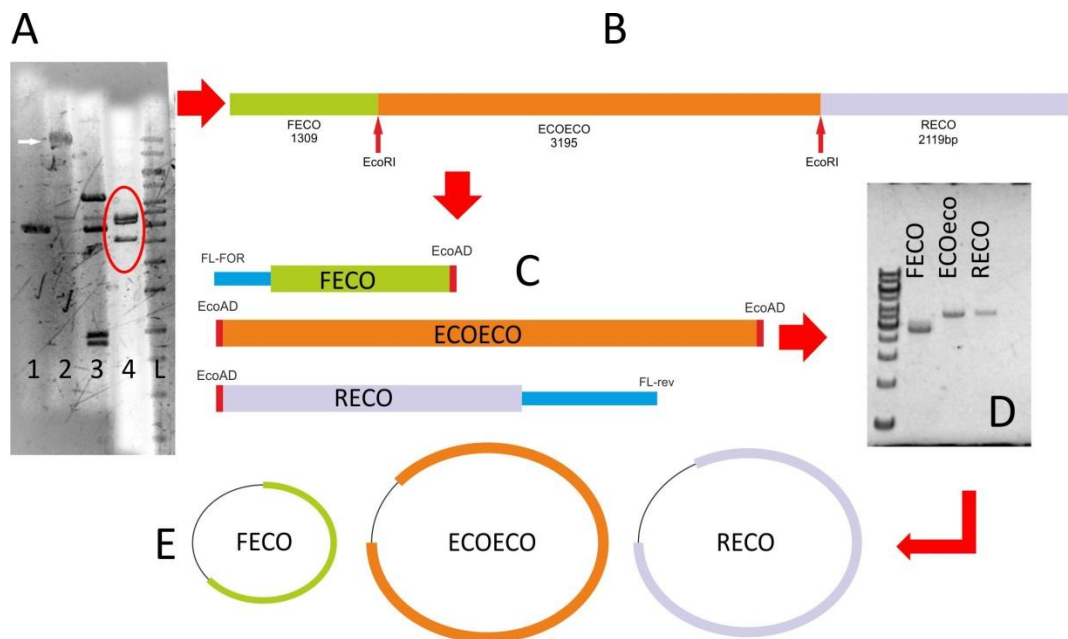 A
B
1 2 3 4 L
FECO
1309
EcoRI
ECOECO
3195
EcoRI
RECO
2119bp
FL-FOR
EcoAD
FECO
C
EcoAD
EcoAD
ECOECO
EcoAD
FL-rev
RECO
FECO
ECOeco
RECO
D
E
FECO
ECOECO
RECO